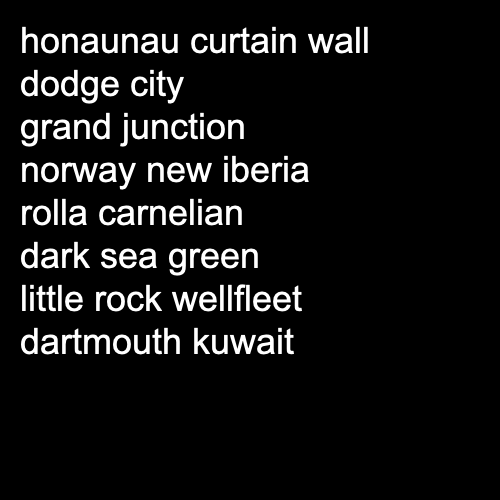 honaunau curtain wall
dodge city
grand junction
norway new iberia
rolla carnelian
dark sea green
little rock wellfleet
dartmouth kuwait